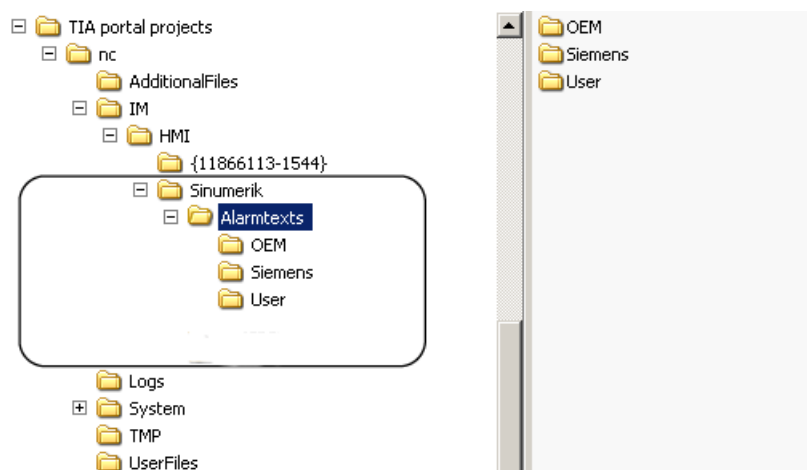 TIA portal projects
nc
AdditionalFiles
IM
HMI
{11866113-1544}
Sinumerik
Alarmtexts
OEM
Siemens
User
Logs
System
TMP
UserFiles
OEM
Siemens
User